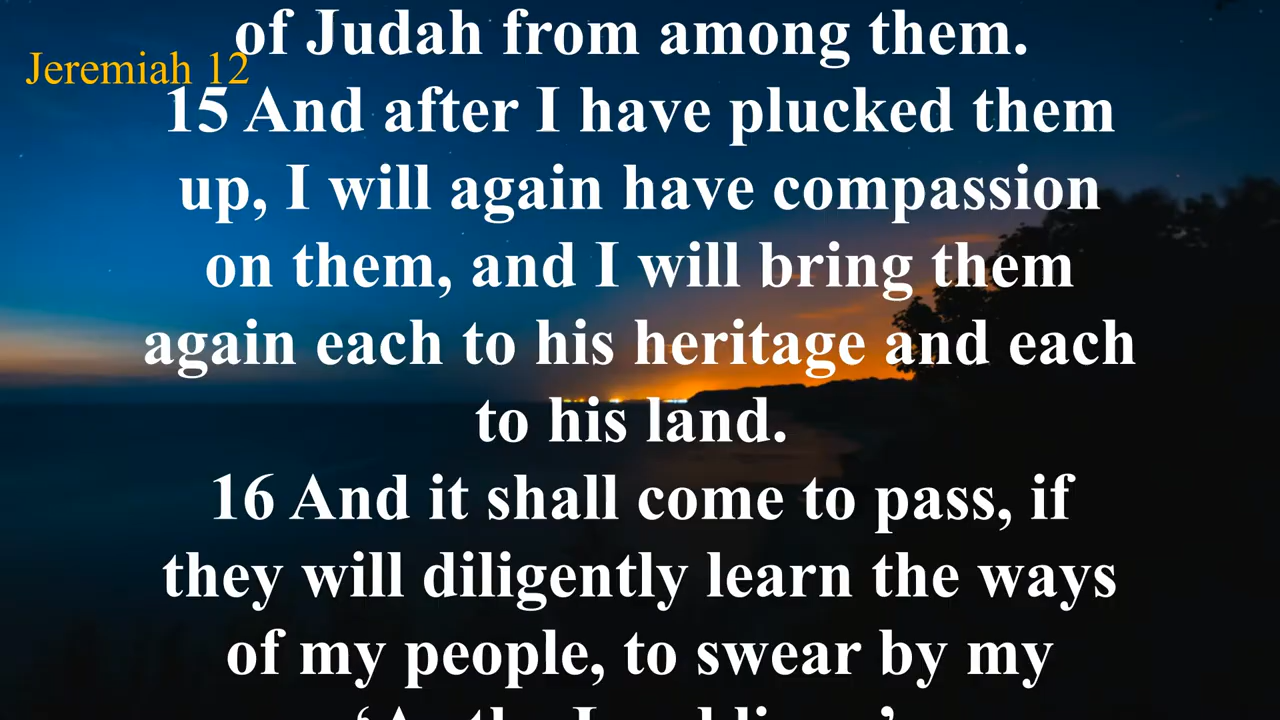 of Judah from among them.
Jeremiah 12
15 And after I have plucked them
up, I will again have compassion
on them, and I will bring them
again each to his heritage and each
to his land.
16 And it shall come to pass, if
they will diligently learn the ways
of my people, to swear by my